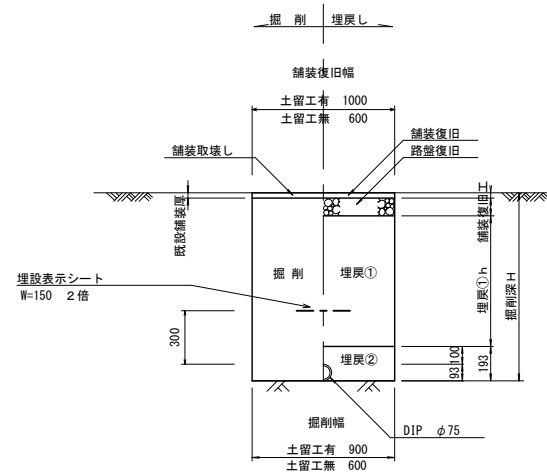 掘 削 埋戻し
舗装復旧幅
土留工有 1000
土留工無 600
舗装復旧
舗装取壊し 路盤復旧
既設舗装厚
舗装復旧工
掘 削 埋戻①
埋戻①h
掘削深H
埋設表示シート
W=150 2倍
300
埋戻②
100
93
193
掘削幅
DIP φ75
土留工有 900
土留工無 600